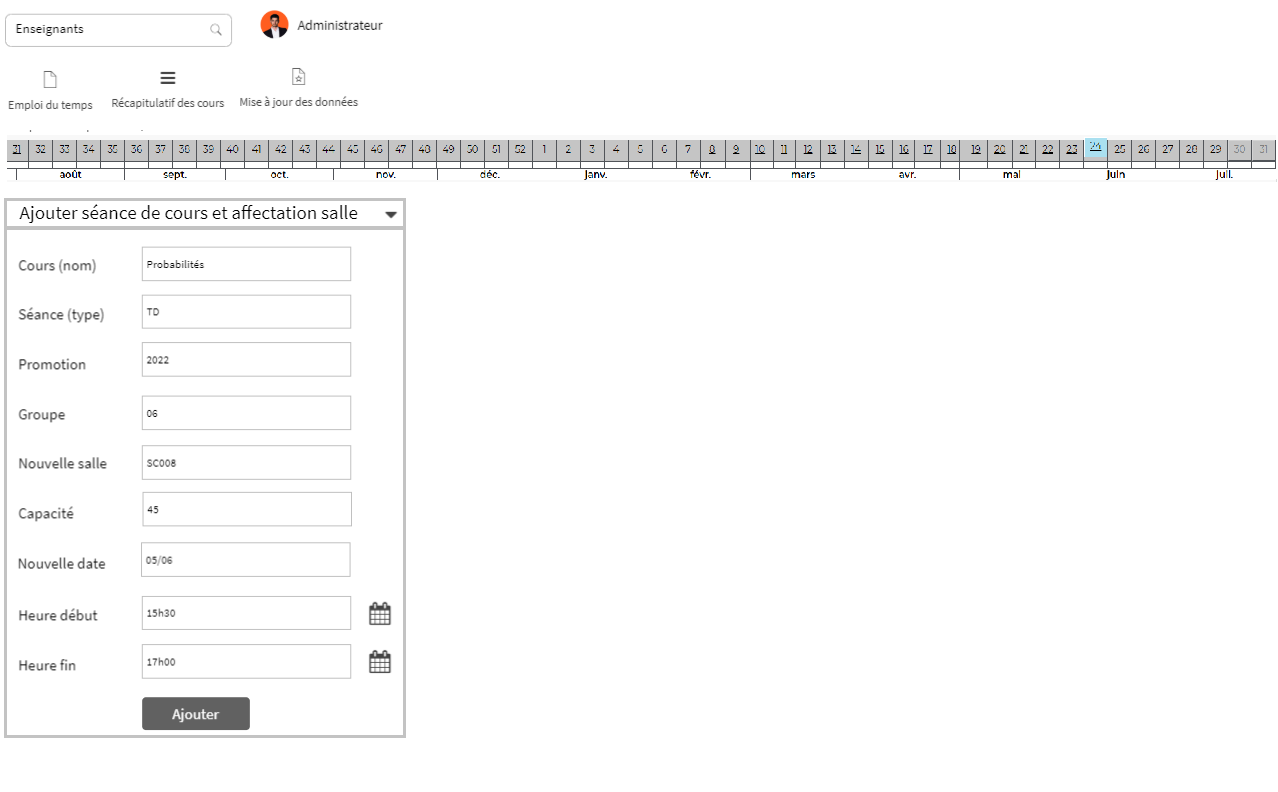 Enseignants
Administrateur
Emploi du temps
Récapitulatif des cours
Mise à jour des données
31 32 33 34 35 36 37 38 39 40 41 42 43 44 45 46 47 48 49 50 51 52 1 2 3 4 5 6 7 8 9 10 11 12 13 14 15 16 17 18 19 20 21 22 23 24 25 26 27 28 29 30 31
août sept. oct. nov. déc. janv. févr. mars avr. mai juin juil.
Ajouter séance de cours et affectation salle
Cours (nom) Probabilités
Séance (type) TD
Promotion 2022
Groupe 06
Nouvelle salle SC008
Capacité 45
Nouvelle date 05/06
Heure début 15h30
Heure fin 17h00
Ajouter